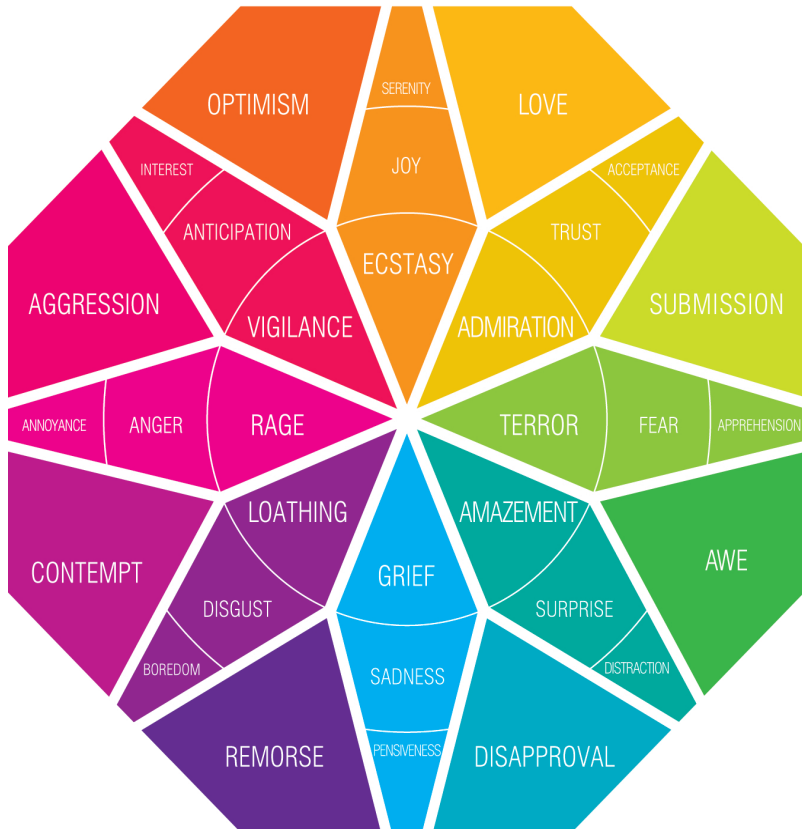 SERENITY
OPTIMISM
LOVE
JOY
INTEREST
ACCEPTANCE
ANTICIPATION
TRUST
ECSTASY
AGGRESSION
SUBMISSION
VIGILANCE
ADMIRATION
ANNOYANCE
ANGER
RAGE
TERROR
FEAR
APPREHENSION
LOATHING
AMAZEMENT
CONTEMPT
GRIEF
AWE
DISGUST
SURPRISE
BOREDOM
SADNESS
DISTRACTION
PENSIVENESS
REMORSE
DISAPPROVAL